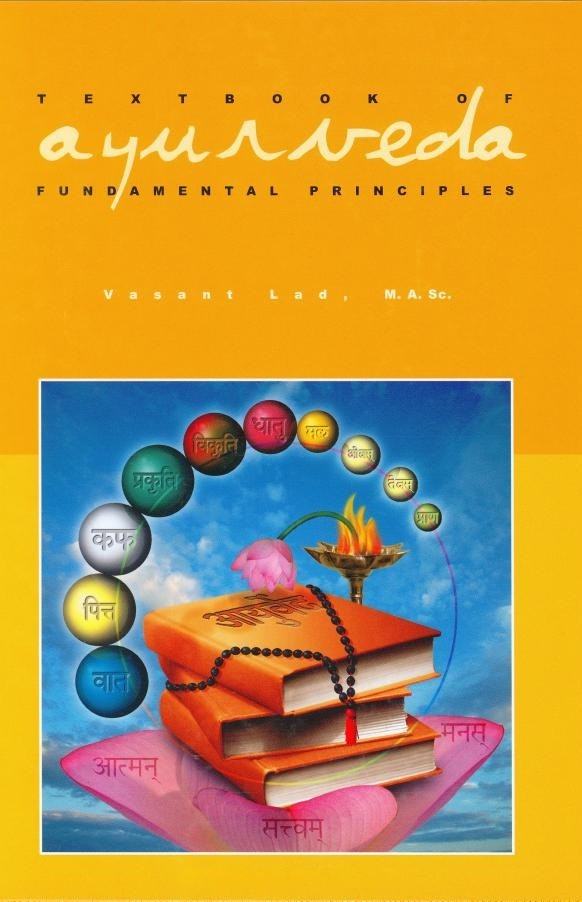 TEXTBOOK OF
ayurveda
FUNDAMENTAL PRINCIPLES
Vasant Lad, M. A. Sc.
धातु
मल
विकृति
ओजस्
प्रकृति
तेजस्
प्राण
कफ
पित्त
आयुर्वेद
वात
मनस्
आत्मन्
सत्त्वम्